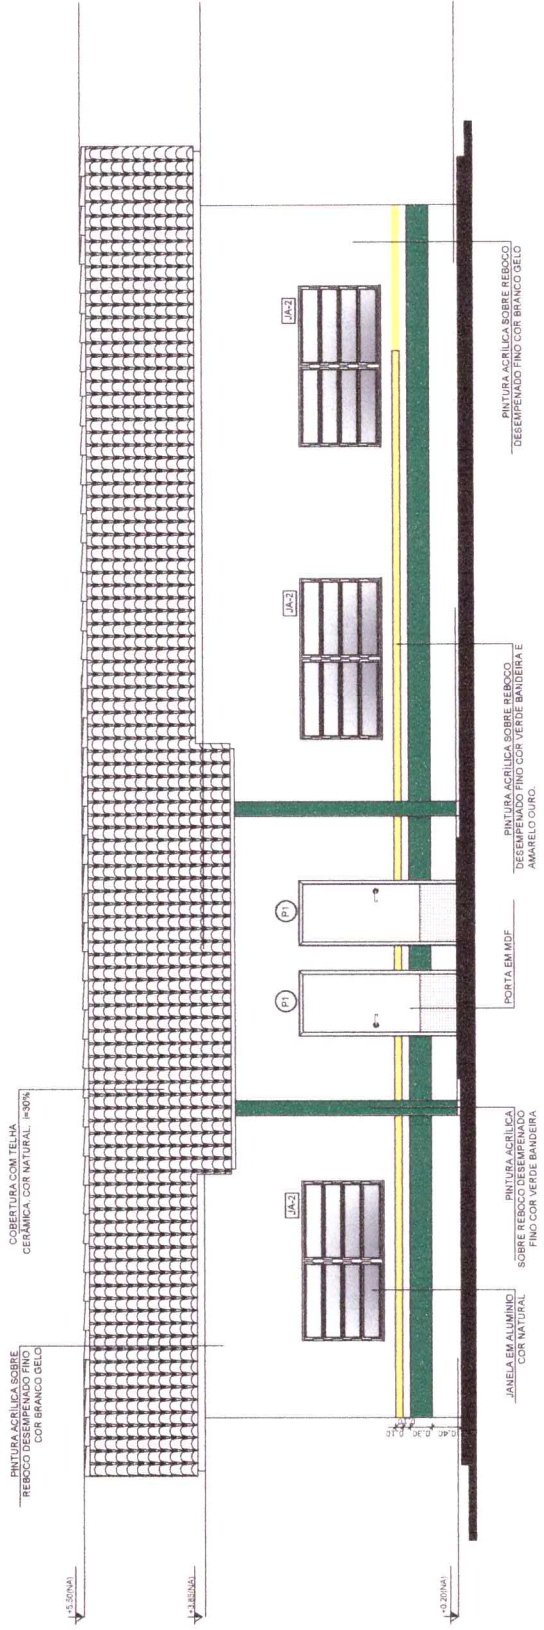 PINTURA ACRÍLICA SOBRE
REBOCO DESEMPENADO FINO
COR BRANCO GELO
COBERTURA COM TELHA
CERÂMICA, COR NATURAL, I=30%
+5.50(NA)
+3.85(NA)
+0.20(NA)
JA-2
P1
P1
JA-2
JA-2
0.10
0.30
0.40
JANELA EM ALUMÍNIO
COR NATURAL
PINTURA ACRÍLICA
SOBRE REBOCO DESEMPENADO
FINO COR VERDE BANDEIRA
PORTA EM MDF
PINTURA ACRÍLICA SOBRE REBOCO
DESEMPENADO FINO COR VERDE BANDEIRA E
AMARELO OURO.
PINTURA ACRÍLICA SOBRE REBOCO
DESEMPENADO FINO COR BRANCO GELO